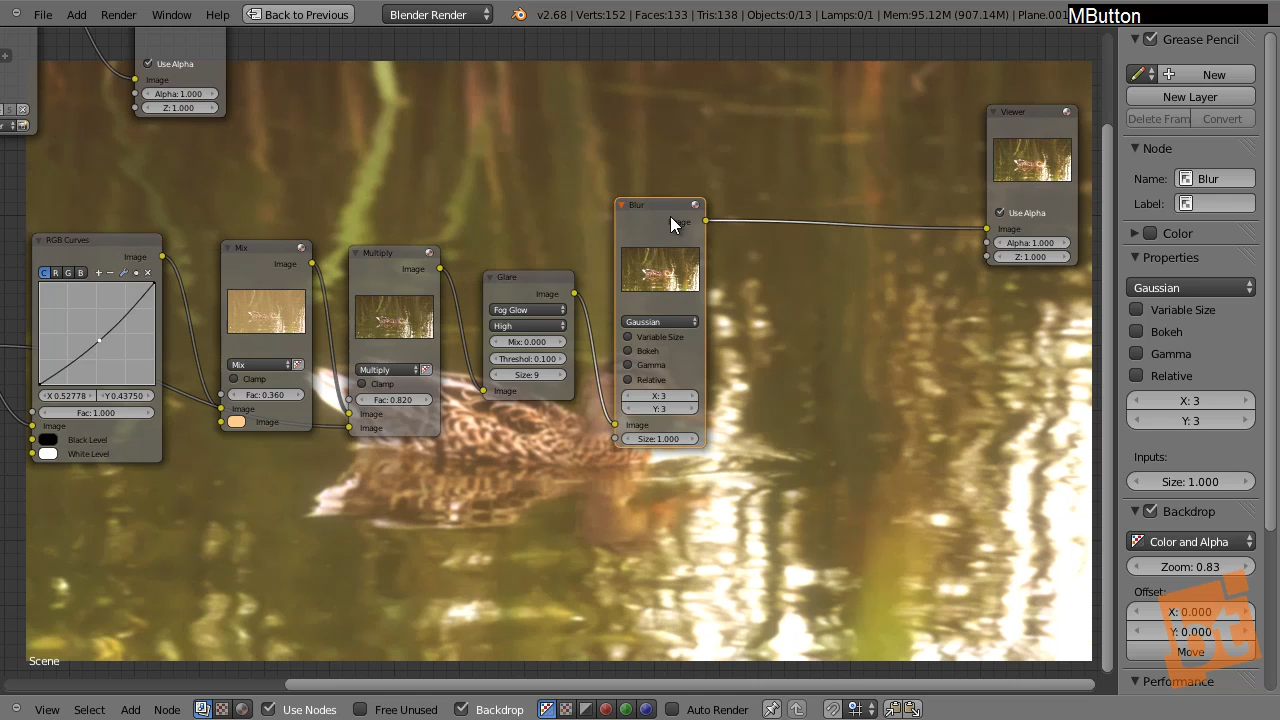 File Add Render Window Help Back to Previous Blender Render v2.68 | Verts:152 | Faces:133 | Tris:138 | Objects:0/13 | Lamps:0/1 | Mem:95.12M (907.14M) | Plane.001
MButton
Use Alpha
Image
Alpha: 1.000
Z: 1.000
RGB Curves
Image
C R G B
X 0.52778 Y 0.43750
Fac: 1.000
Image
Black Level
White Level
Mix
Image
Mix
Clamp
Fac: 0.360
Image
Image
Multiply
Image
Multiply
Clamp
Fac: 0.820
Image
Image
Glare
Image
Fog Glow
High
Mix: 0.000
Threshol: 0.100
Size: 9
Image
Blur
Gaussian
Variable Size
Bokeh
Gamma
Relative
X: 3
Y: 3
Image
Size: 1.000
Viewer
Use Alpha
Image
Alpha: 1.000
Z: 1.000
Scene
Grease Pencil
New
New Layer
Delete Fram Convert
Node
Name: Blur
Label:
Color
Properties
Gaussian
Variable Size
Bokeh
Gamma
Relative
X: 3
Y: 3
Inputs:
Size: 1.000
Backdrop
Color and Alpha
Zoom: 0.83
Offset:
X: 0.000
Y: 0.000
Move
Performance
bt
View Select Add Node Use Nodes Free Unused Backdrop Auto Render